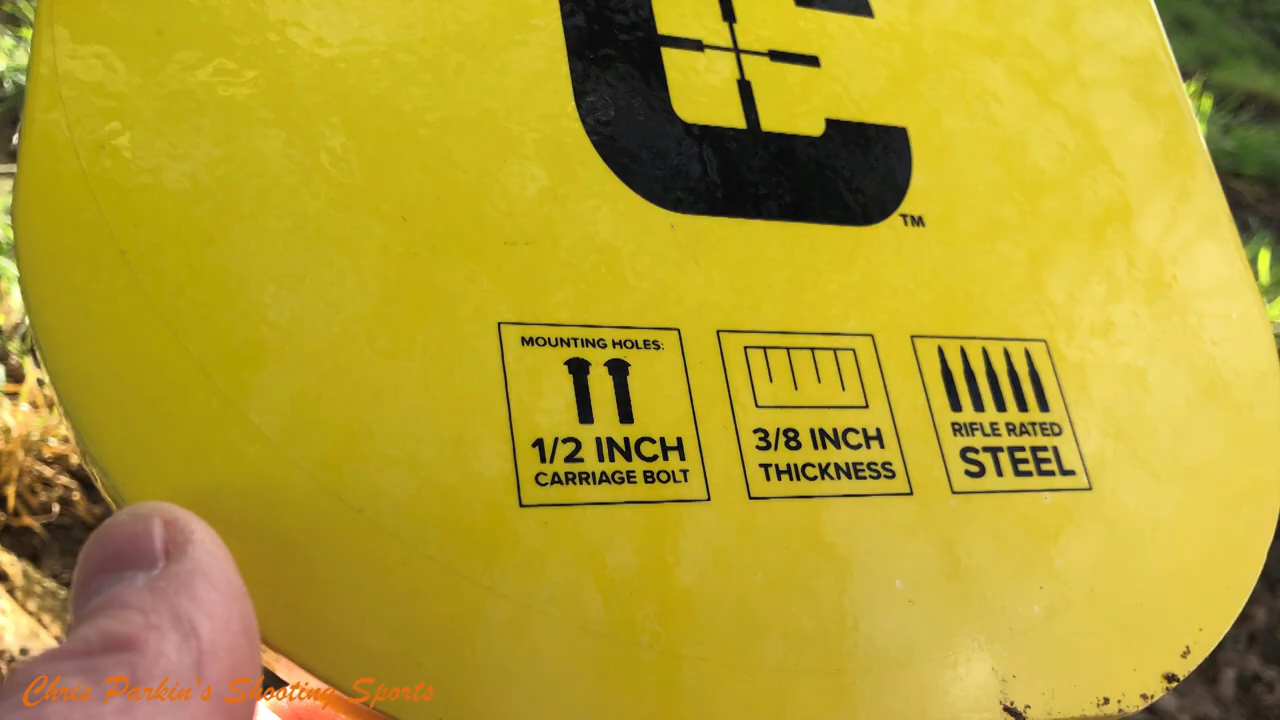 TM
MOUNTING HOLES:
1/2 INCH
CARRIAGE BOLT
3/8 INCH
THICKNESS
RIFLE RATED
STEEL
Chris Parkin's Shooting Sports